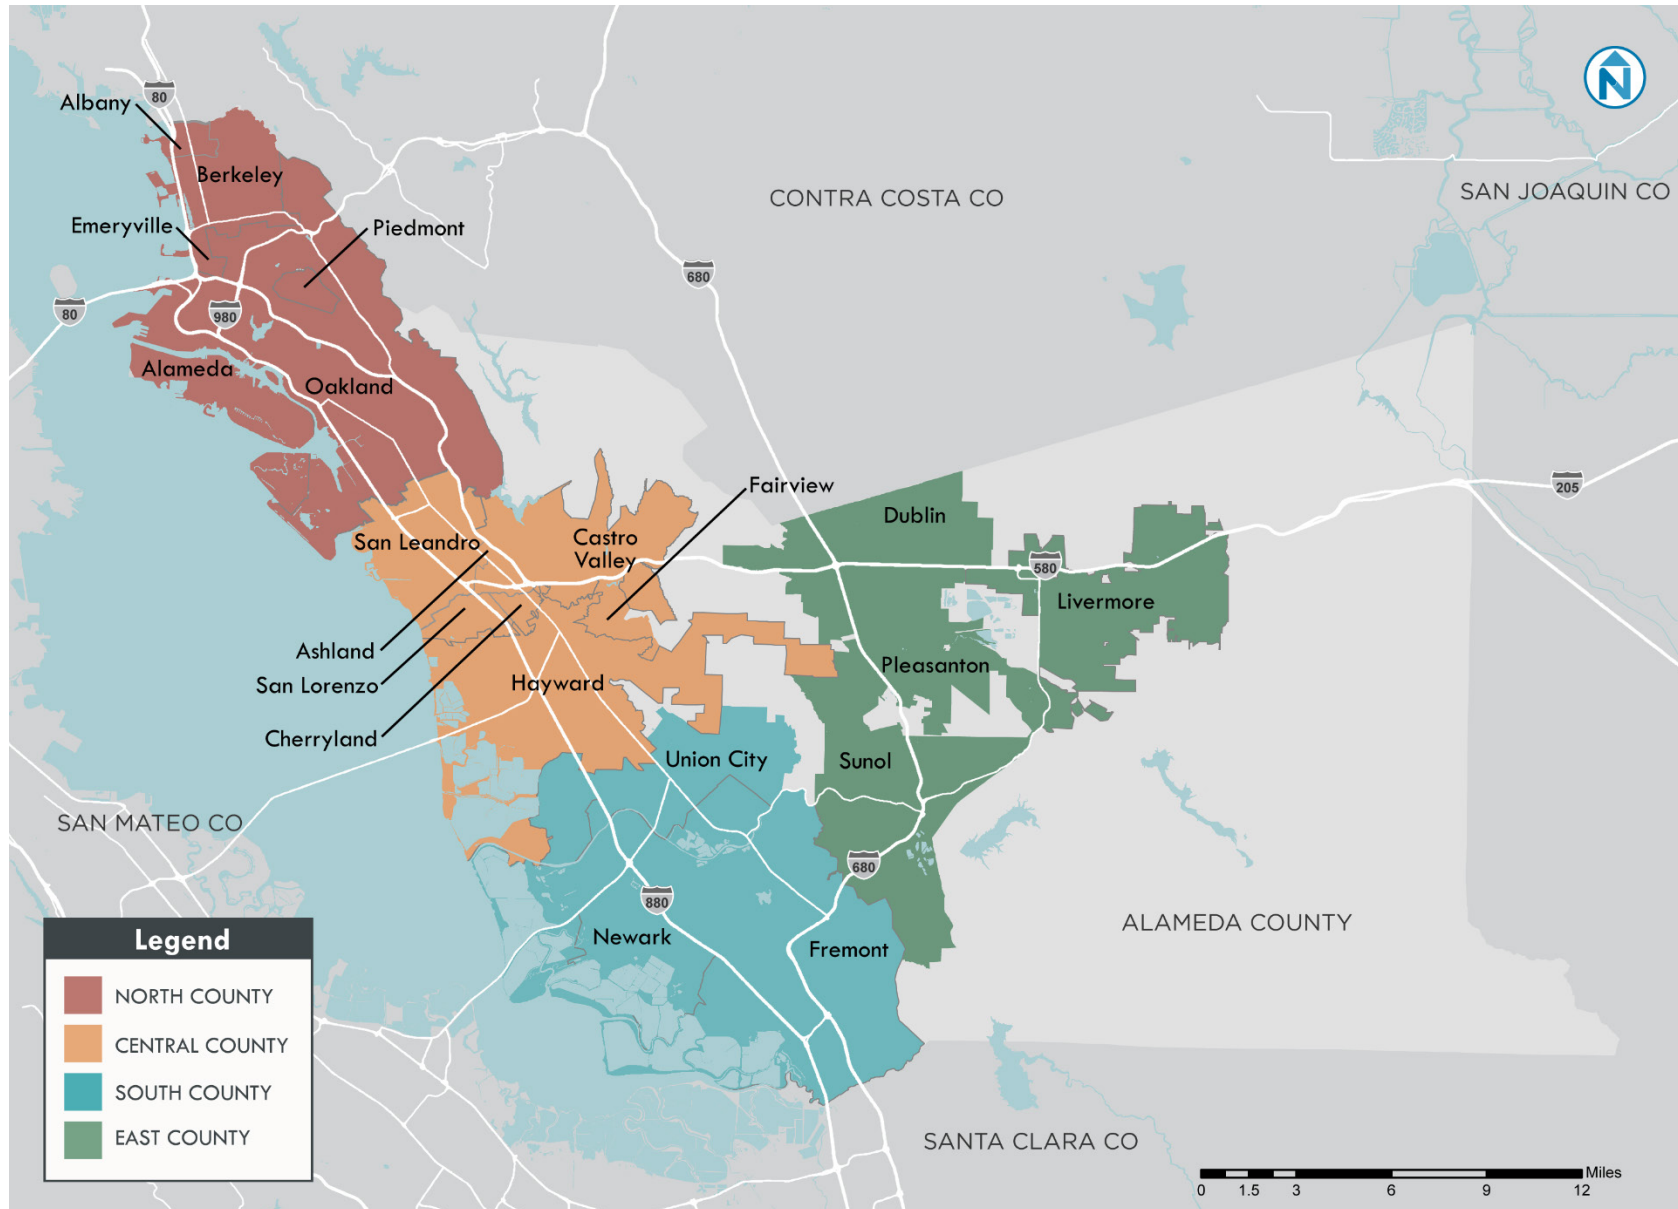 N
80
Albany
Berkeley
CONTRA COSTA CO
SAN JOAQUIN CO
Emeryville
Piedmont
680
80
980
Alameda
Oakland
205
Fairview
Dublin
San Leandro
Castro
Valley
580
Livermore
Ashland
San Lorenzo
Hayward
Pleasanton
Cherryland
Union City
Sunol
SAN MATEO CO
680
880
Newark
Fremont
ALAMEDA COUNTY
Legend
NORTH COUNTY
CENTRAL COUNTY
SOUTH COUNTY
EAST COUNTY
SANTA CLARA CO
Miles
0 1.5 3 6 9 12